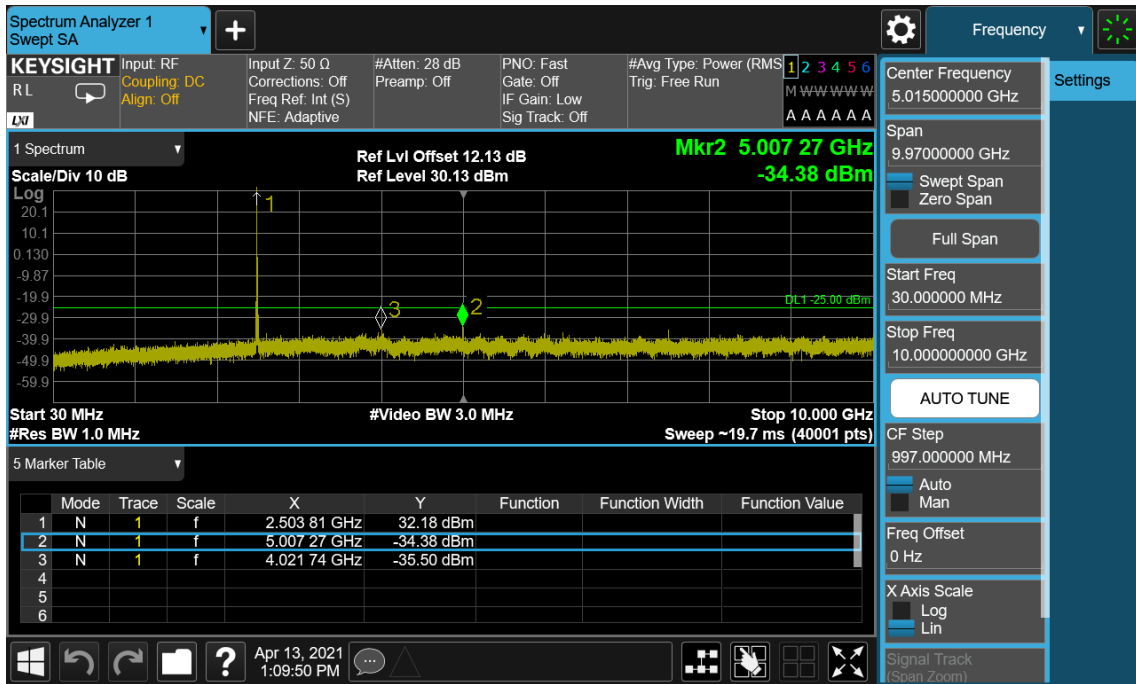 Spectrum Analyzer 1
Swept SA
Frequency
KEYSIGHT
RL
LXI
Input: RF
Coupling: DC
Align: Off
Input Z: 50 Ω
Corrections: Off
Freq Ref: Int (S)
NFE: Adaptive
#Atten: 28 dB
Preamp: Off
PNO: Fast
Gate: Off
IF Gain: Low
Sig Track: Off
#Avg Type: Power (RMS
Trig: Free Run
1 2 3 4 5 6
M W W W W W
A A A A A A
1 Spectrum
Scale/Div 10 dB
Ref Lvl Offset 12.13 dB
Ref Level 30.13 dBm
Mkr2 5.007 27 GHz
-34.38 dBm
Log
20.1
10.1
0.130
-9.87
-19.9
-29.9
-39.9
-49.9
-59.9
1
3
2
DL1 -25.00 dBm
Start 30 MHz
#Res BW 1.0 MHz
#Video BW 3.0 MHz
Stop 10.000 GHz
Sweep ~19.7 ms (40001 pts)
5 Marker Table
Mode Trace Scale X Y Function Function Width Function Value
1 N 1 f 2.503 81 GHz 32.18 dBm
2 N 1 f 5.007 27 GHz -34.38 dBm
3 N 1 f 4.021 74 GHz -35.50 dBm
4
5
6
?
Apr 13, 2021
1:09:50 PM
Center Frequency
5.015000000 GHz
Span
9.97000000 GHz
Swept Span
Zero Span
Full Span
Start Freq
30.000000 MHz
Stop Freq
10.000000000 GHz
AUTO TUNE
CF Step
997.000000 MHz
Auto
Man
Freq Offset
0 Hz
X Axis Scale
Log
Lin
Signal Track
(Span Zoom)
Settings